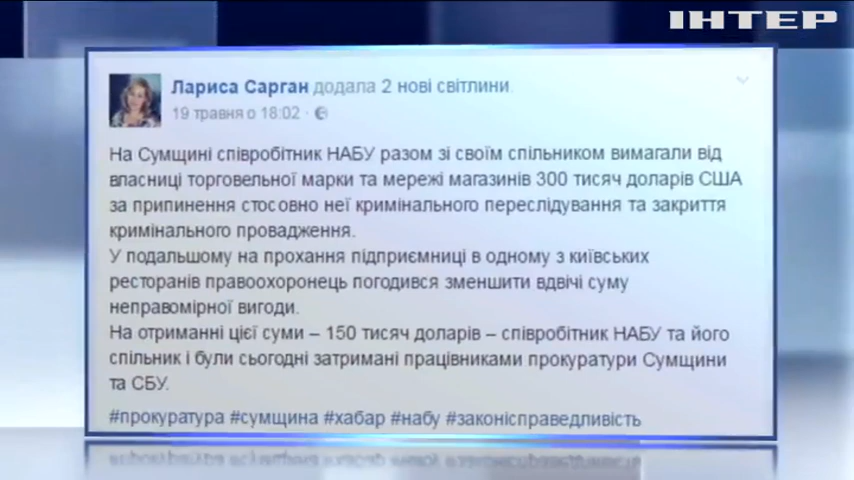 ІНТЕР
Лариса Сарган додала 2 нові світлини.
19 травня о 18:02 ·
На Сумщині співробітник НАБУ разом зі своїм спільником вимагали від
власниці торговельної марки та мережі магазинів 300 тисяч доларів США
за припинення стосовно неї кримінального переслідування та закриття
кримінального провадження.
У подальшому на прохання підприємниці в одному з київських
ресторанів правоохоронець погодився зменшити вдвічі суму
неправомірної вигоди.
На отриманні цієї суми – 150 тисяч доларів – співробітник НАБУ та його
спільник і були сьогодні затримані працівниками прокуратури Сумщини
та СБУ.
#прокуратура #сумщина #хабар #набу #законісправедливість